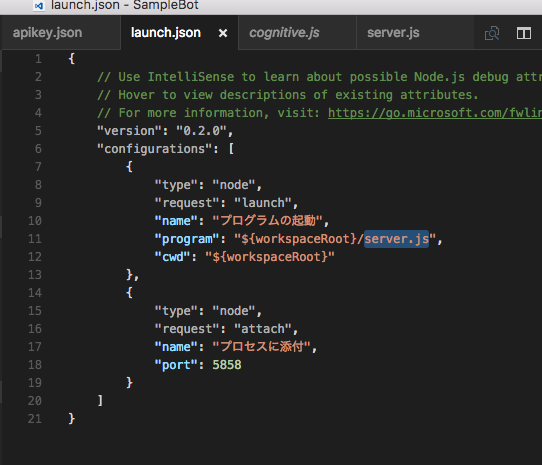 launch.json - SampleBot
apikey.json launch.json × cognitive.js server.js
1 {
2 // Use IntelliSense to learn about possible Node.js debug attr
3 // Hover to view descriptions of existing attributes.
4 // For more information, visit: https://go.microsoft.com/fwlin
5 "version": "0.2.0",
6 "configurations": [
7 {
8 "type": "node",
9 "request": "launch",
10 "name": "プログラムの起動",
11 "program": "${workspaceRoot}/server.js",
12 "cwd": "${workspaceRoot}"
13 },
14 {
15 "type": "node",
16 "request": "attach",
17 "name": "プロセスに添付",
18 "port": 5858
19 }
20 ]
21 }